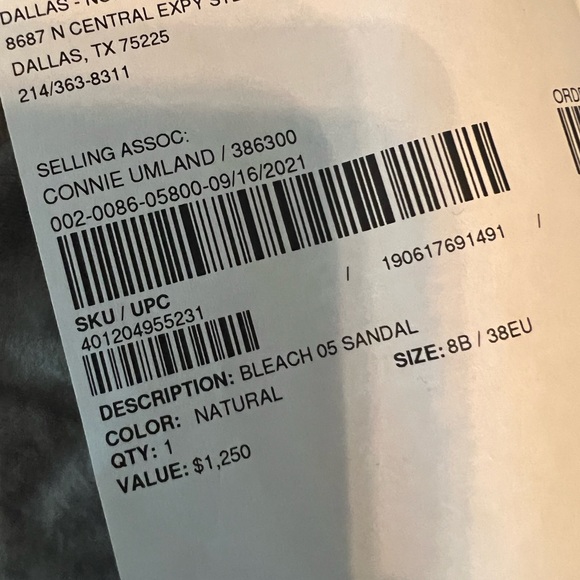 DALLAS -
8687 N CENTRAL EXPY
DALLAS, TX 75225
214/363-8311
SELLING ASSOC:
CONNIE UMLAND / 386300
002-0086-05800-09/16/2021
SKU / UPC / 190617691491 /
401204955231
DESCRIPTION: BLEACH 05 SANDAL
COLOR: NATURAL SIZE: 8B / 38EU
QTY: 1
VALUE: $1,250